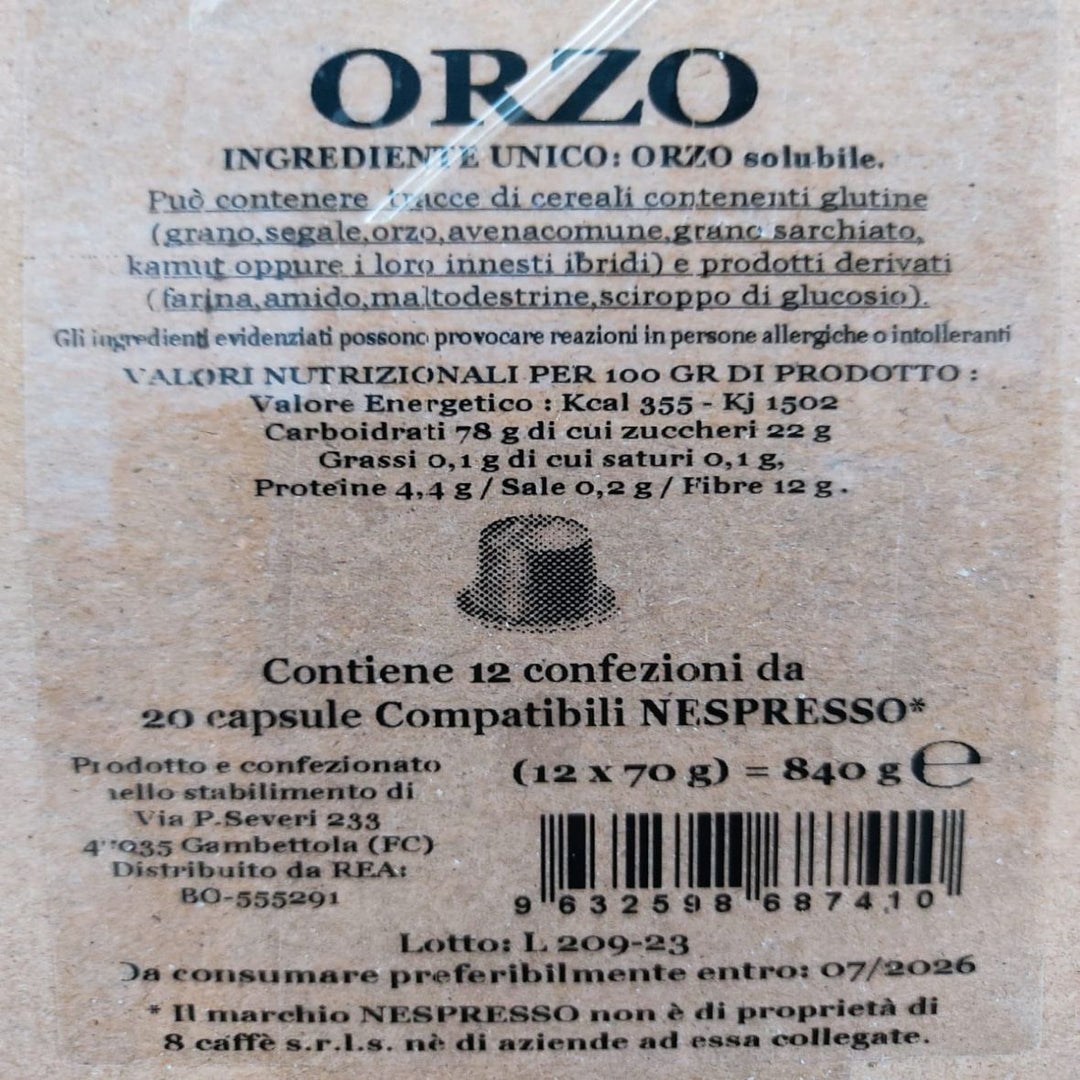 ORZO
INGREDIENTE UNICO: ORZO solubile.
Può contenere tracce di cereali contenenti glutine
(grano,segale,orzo,avenacomune,grano sarchiato,
kamut oppure i loro innesti ibridi) e prodotti derivati
(farina,amido,maltodestrine,sciroppo di glucosio).
Gli ingredienti evidenziati possono provocare reazioni in persone allergiche o intolleranti
VALORI NUTRIZIONALI PER 100 GR DI PRODOTTO :
Valore Energetico : Kcal 355 - Kj 1502
Carboidrati 78 g di cui zuccheri 22 g
Grassi 0,1 g di cui saturi 0,1 g,
Proteine 4,4 g / Sale 0,2 g / Fibre 12 g.
Contiene 12 confezioni da
20 capsule Compatibili NESPRESSO*
(12 x 70 g) = 840 g ℮
Prodotto e confezionato
nello stabilimento di
Via P.Severi 233
47035 Gambettola (FC)
Distribuito da REA:
BO-555291
9 632598 687410
Lotto: L 209-23
Da consumare preferibilmente entro: 07/2026
* Il marchio NESPRESSO non è di proprietà di
8 caffè s.r.l.s. nè di aziende ad essa collegate.